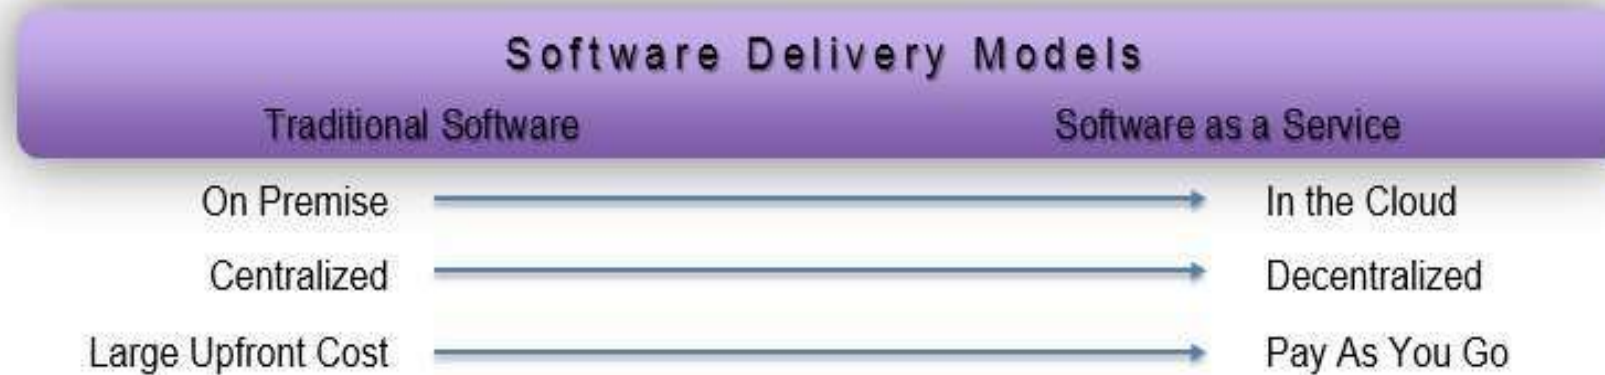 Software Delivery Models
Traditional Software Software as a Service
On Premise In the Cloud
Centralized Decentralized
Large Upfront Cost Pay As You Go